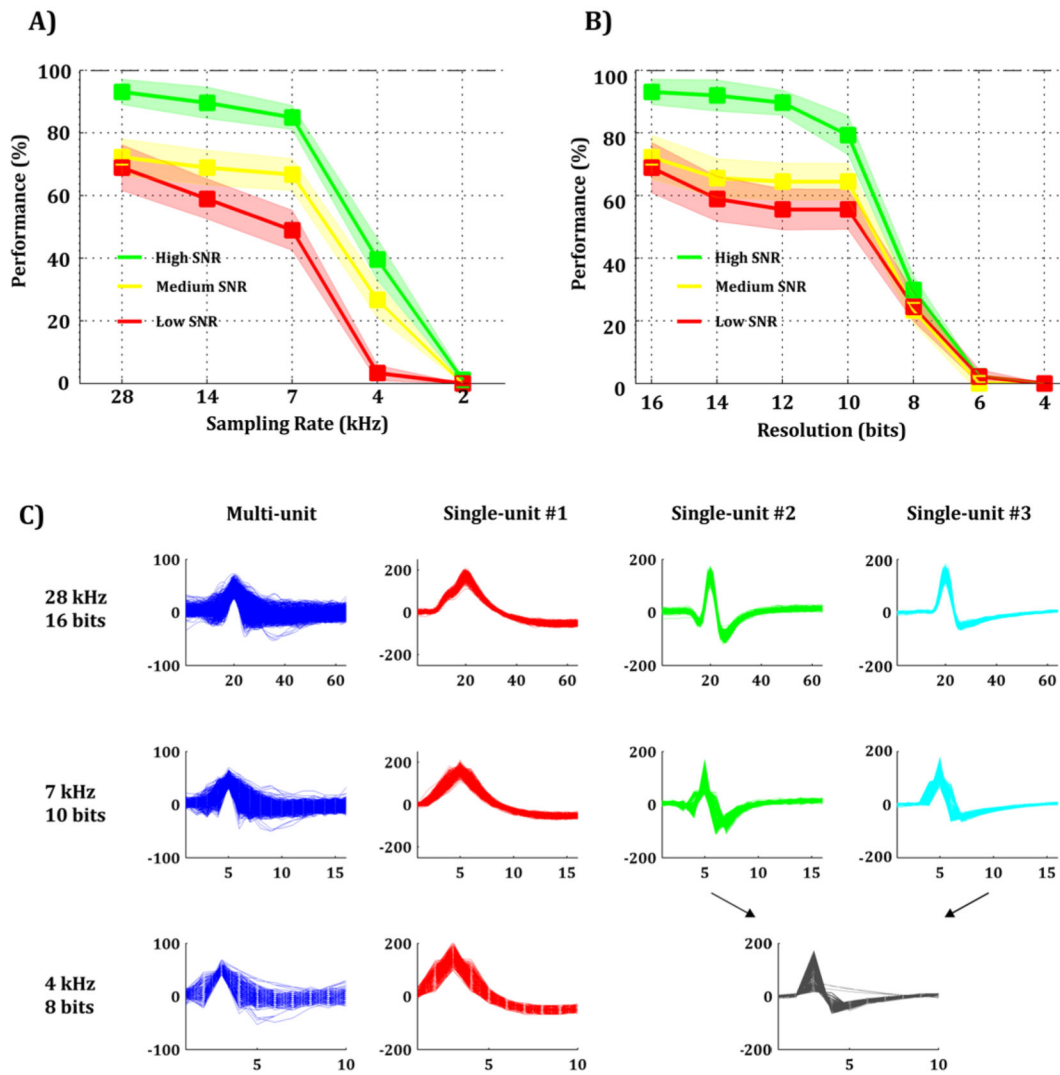 A)
B)
100
80
60
40
20
0
Performance (%)
High SNR
Medium SNR
Low SNR
28 14 7 4 2
Sampling Rate (kHz)
100
80
60
40
20
0
Performance (%)
High SNR
Medium SNR
Low SNR
16 14 12 10 8 6 4
Resolution (bits)
C)
Multi-unit Single-unit #1 Single-unit #2 Single-unit #3
28 kHz
16 bits
100
0
-100
20 40 60
200
0
-200
20 40 60
200
0
-200
20 40 60
200
0
-200
20 40 60
7 kHz
10 bits
100
0
-100
5 10 15
200
0
-200
5 10 15
200
0
-200
5 10 15
200
0
-200
5 10 15
4 kHz
8 bits
100
0
-100
5 10
200
0
-200
5 10
200
0
-200
5 10